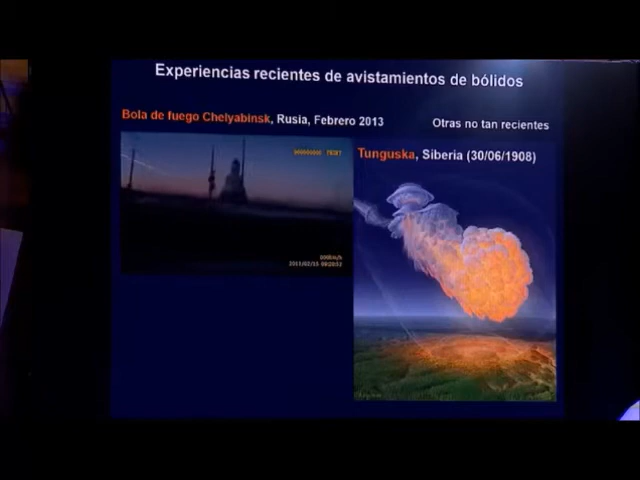 Experiencias recientes de avistamientos de bólidos
Bola de fuego Chelyabinsk, Rusia, Febrero 2013
Otras no tan recientes
Tunguska, Siberia (30/06/1908)
000km/h